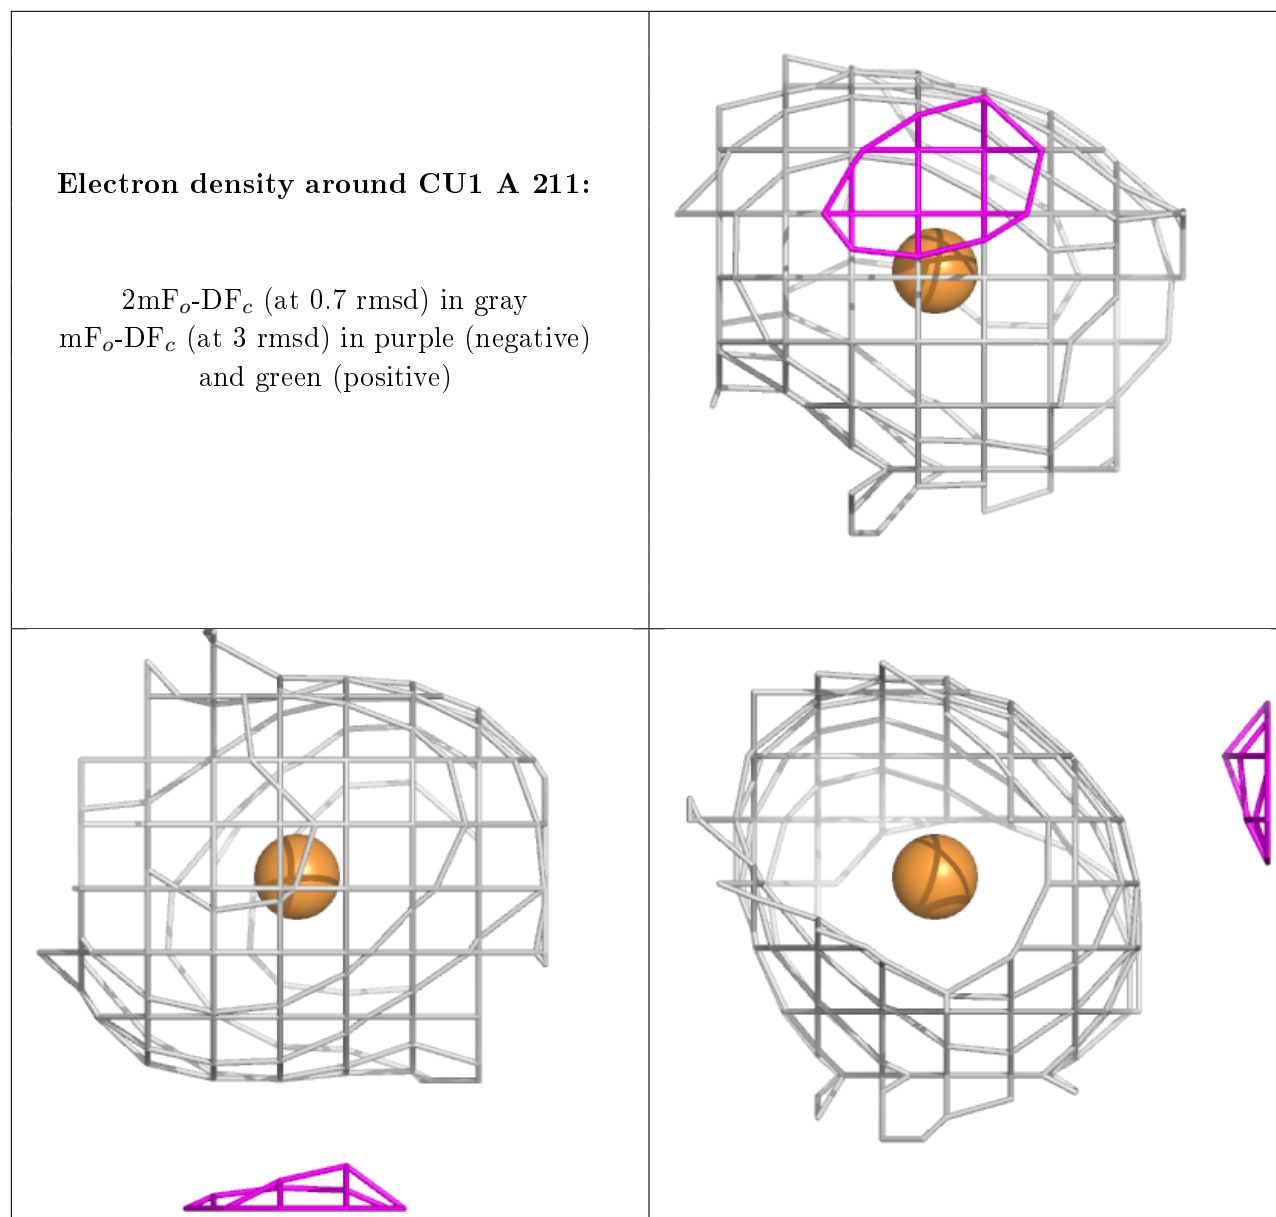 Electron density around CU1 A 211:
2mFo-DFc (at 0.7 rmsd) in gray
mFo-DFc (at 3 rmsd) in purple (negative)
and green (positive)